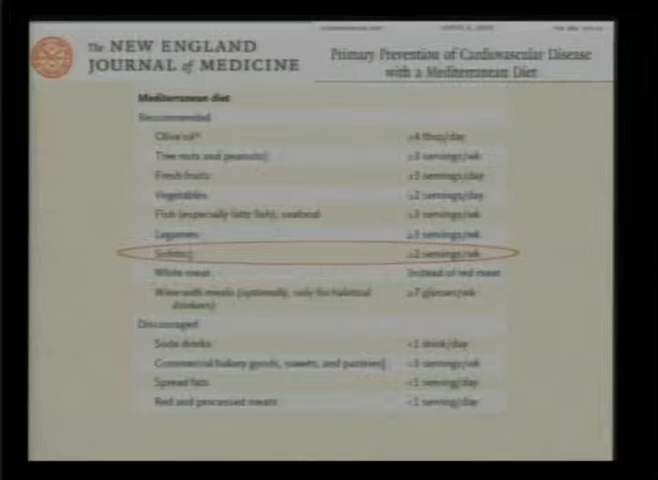 The NEW ENGLAND
JOURNAL of MEDICINE
Primary Prevention of Cardiovascular Disease
with a Mediterranean Diet
Mediterranean diet
Recommended
Olive oil* ≥4 tbsp/day
Tree nuts and peanuts† ≥3 servings/wk
Fresh fruits ≥3 servings/day
Vegetables ≥2 servings/day
Fish (especially fatty fish), seafood ≥3 servings/wk
Legumes ≥3 servings/wk
Sofrito‡ ≥2 servings/wk
White meat Instead of red meat
Wine with meals (optionally, only for habitual ≥7 glasses/wk
drinkers)
Discouraged
Soda drinks <1 drink/day
Commercial bakery goods, sweets, and pastries <3 servings/wk
Spread fats <1 serving/day
Red and processed meats <1 serving/day